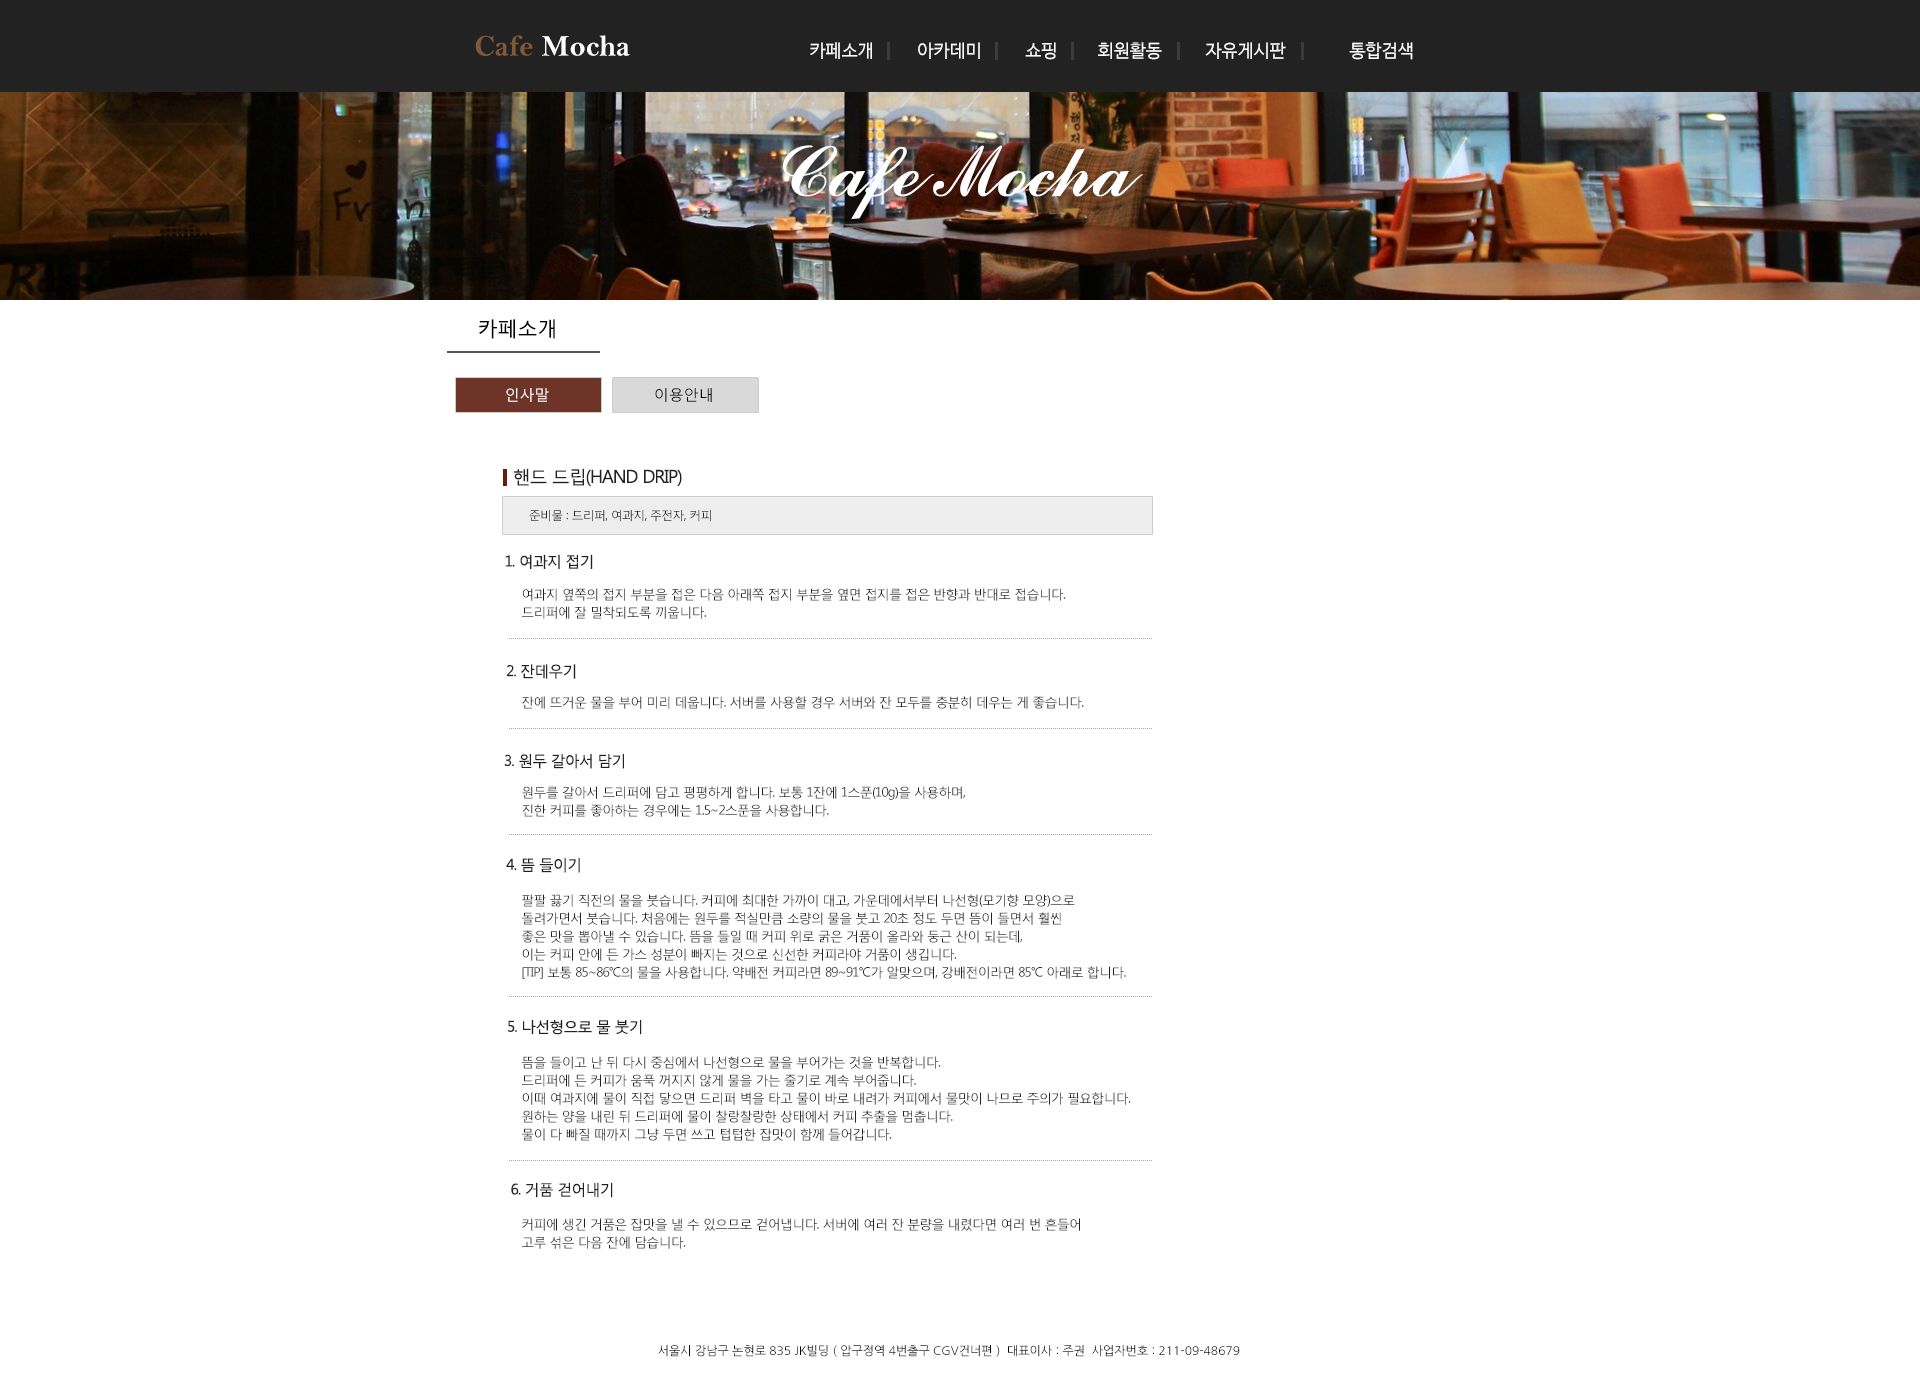 Cafe Mocha
카페소개
아카데미
쇼핑
회원활동
자유게시판
통합검색
Cafe Mocha
카페소개
인사말
이용안내
핸드 드립(HAND DRIP)
준비물 : 드리퍼, 여과지, 주전자, 커피
1. 여과지 접기
여과지 옆쪽의 접지 부분을 접은 다음 아래쪽 접지 부분을 옆면 접지를 접은 반향과 반대로 접습니다.
드리퍼에 잘 밀착되도록 끼웁니다.
2. 잔데우기
잔에 뜨거운 물을 부어 미리 데웁니다. 서버를 사용할 경우 서버와 잔 모두를 충분히 데우는 게 좋습니다.
3. 원두 갈아서 담기
원두를 갈아서 드리퍼에 담고 평평하게 합니다. 보통 1잔에 1스푼(10g)을 사용하며,
진한 커피를 좋아하는 경우에는 1.5~2스푼을 사용합니다.
4. 뜸 들이기
팔팔 끓기 직전의 물을 붓습니다. 커피에 최대한 가까이 대고, 가운데에서부터 나선형(모기향 모양)으로
돌려가면서 붓습니다. 처음에는 원두를 적실만큼 소량의 물을 붓고 20초 정도 두면 뜸이 들면서 훨씬
좋은 맛을 뽑아낼 수 있습니다. 뜸을 들일 때 커피 위로 굵은 거품이 올라와 둥근 산이 되는데,
이는 커피 안에 든 가스 성분이 빠지는 것으로 신선한 커피라야 거품이 생깁니다.
[TIP] 보통 85~86℃의 물을 사용합니다. 약배전 커피라면 89~91℃가 알맞으며, 강배전이라면 85℃ 아래로 합니다.
5. 나선형으로 물 붓기
뜸을 들이고 난 뒤 다시 중심에서 나선형으로 물을 부어가는 것을 반복합니다.
드리퍼에 든 커피가 움푹 꺼지지 않게 물을 가는 줄기로 계속 부어줍니다.
이때 여과지에 물이 직접 닿으면 드리퍼 벽을 타고 물이 바로 내려가 커피에서 물맛이 나므로 주의가 필요합니다.
원하는 양을 내린 뒤 드리퍼에 물이 찰랑찰랑한 상태에서 커피 추출을 멈춥니다.
물이 다 빠질 때까지 그냥 두면 쓰고 텁텁한 잡맛이 함께 들어갑니다.
6. 거품 걷어내기
커피에 생긴 거품은 잡맛을 낼 수 있으므로 걷어냅니다. 서버에 여러 잔 분량을 내렸다면 여러 번 흔들어
고루 섞은 다음 잔에 담습니다.
서울시 강남구 논현로 835 JK빌딩 ( 압구정역 4번출구 CGV건너편 ) 대표이사 : 주권 사업자번호 : 211-09-48679